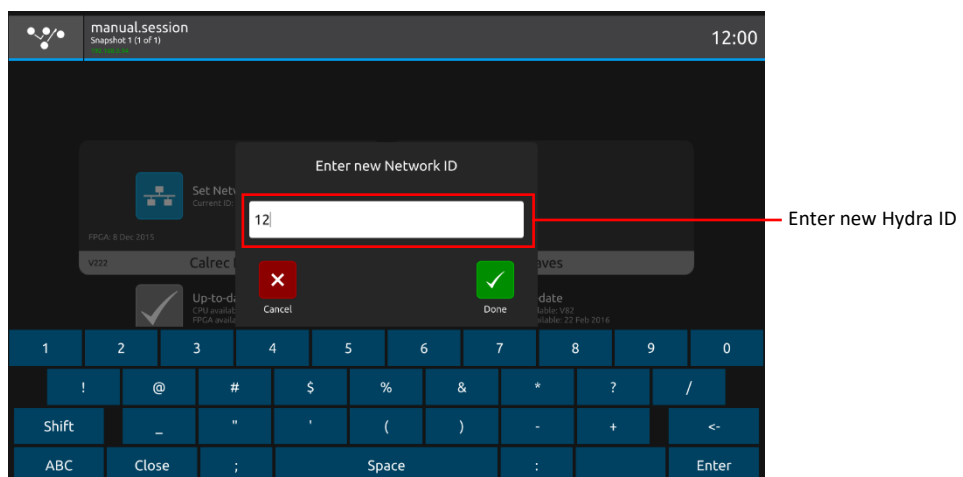 manual.session
Snapshot 1 (1 of 1)
12:00
Enter new Network ID
Set Netw
Current ID:
12
Enter new Hydra ID
FPGA: 8 Dec 2015
V222
Calrec
aves
Up-to-da
CPU availab
FPGA availa
Cancel
Done
date
lable: V82
ailable: 22 Feb 2016
1 2 3 4 5 6 7 8 9 0
! @ # $ % & * ? /
Shift _ " ' ( ) - + <-
ABC Close ; Space : Enter